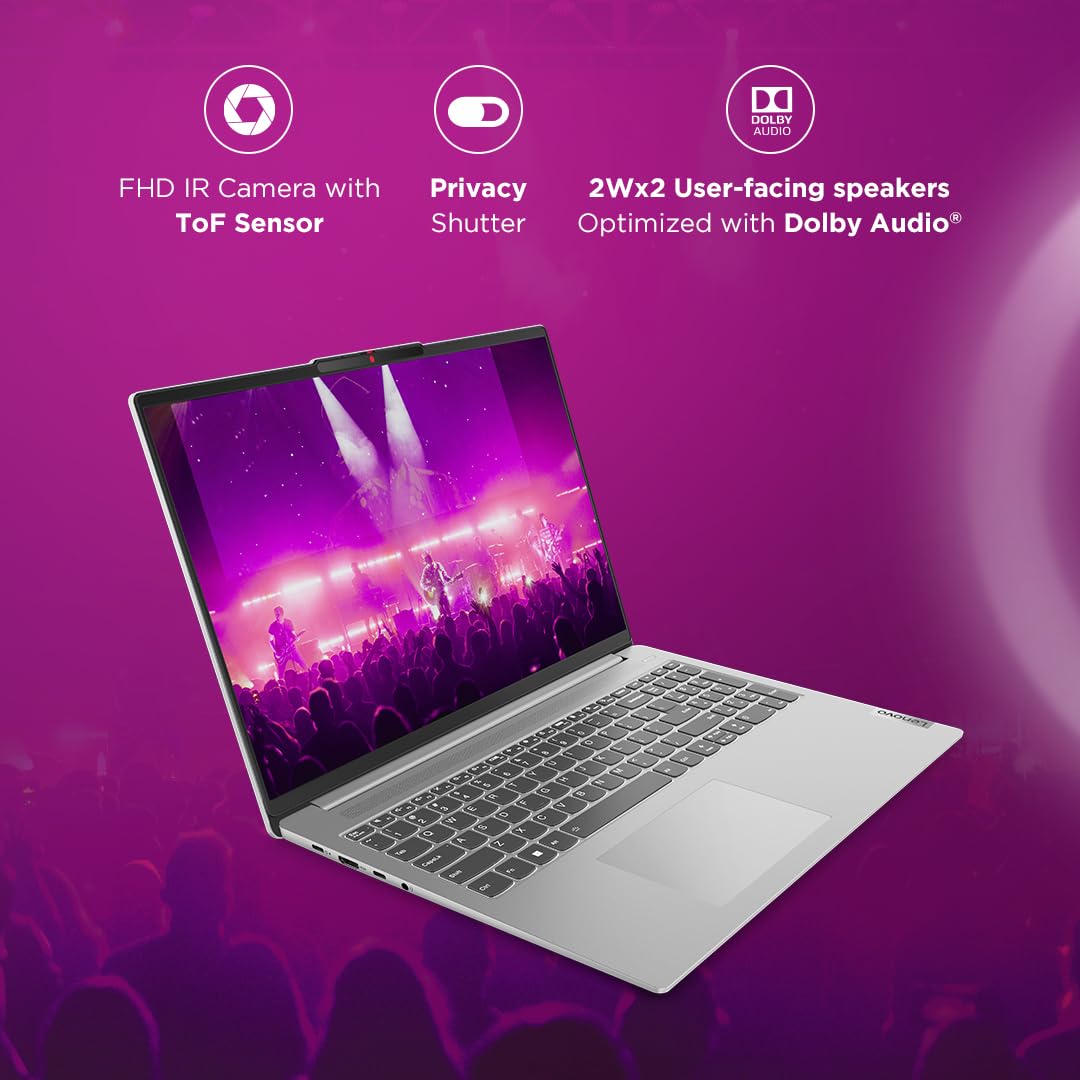 DOLBY
AUDIO
FHD IR Camera with
ToF Sensor
Privacy
Shutter
2Wx2 User-facing speakers
Optimized with Dolby Audio®
Lenovo